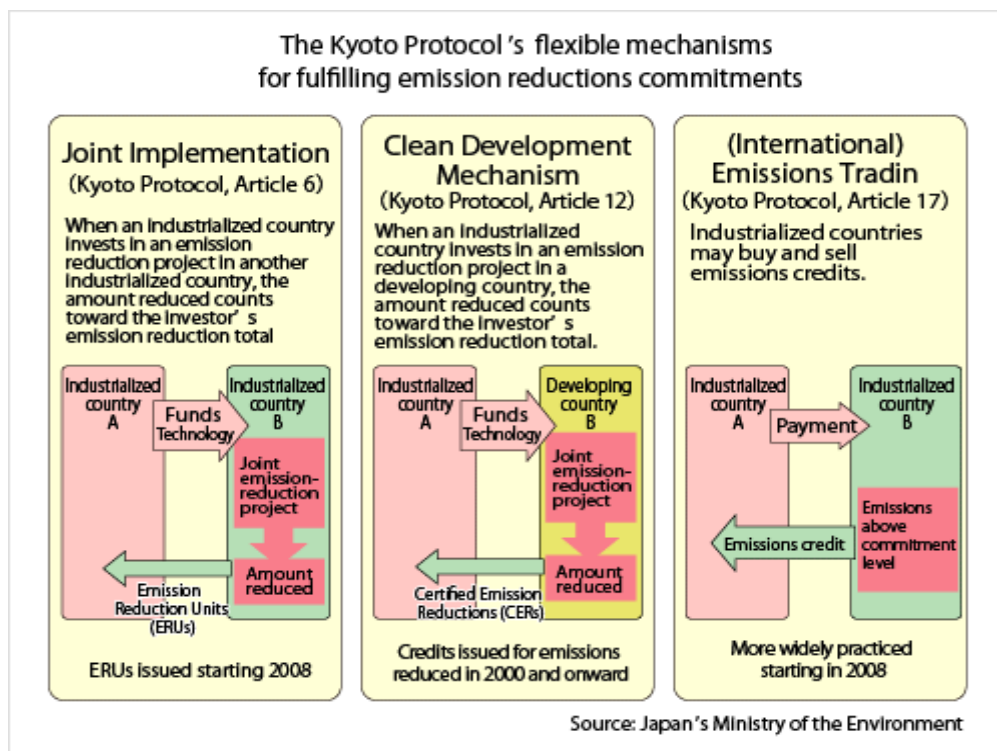 The Kyoto Protocol 's flexible mechanisms
for fulfilling emission reductions commitments
Joint Implementation
(Kyoto Protocol, Article 6)
When an industrialized country
invests in an emission
reduction project in another
industrialized country, the
amount reduced counts
toward the investor's
emission reduction total
Industrialized
country
A
Funds
Technology
Industrialized
country
B
Joint
emission-
reduction
project
Amount
reduced
Emission
Reduction Units
(ERUs)
ERUs issued starting 2008
Clean Development
Mechanism
(Kyoto Protocol, Article 12)
When an industrialized
country invests in an emission
reduction project in a
developing country, the
amount reduced counts
toward the investor's
emission reduction total.
Industrialized
country
A
Funds
Technology
Developing
country
B
Joint
emission-
reduction
project
Amount
reduced
Certified Emission
Reductions (CERs)
Credits issued for emissions
reduced in 2000 and onward
(International)
Emissions Tradin
(Kyoto Protocol, Article 17)
Industrialized countries
may buy and sell
emissions credits.
Industrialized
country
A
Payment
Industrialized
country
B
Emissions
above
commitment
level
Emissions credit
More widely practiced
starting in 2008
Source: Japan's Ministry of the Environment